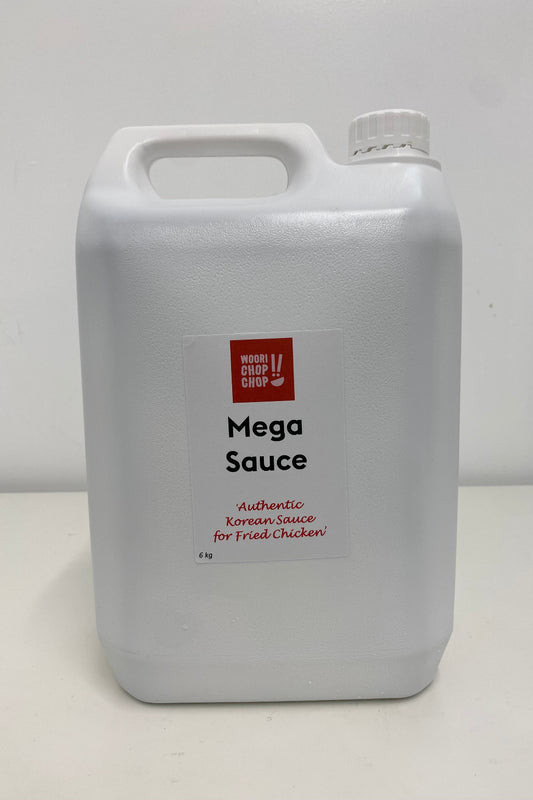 WOORI
CHOP
CHOP
Mega
Sauce
'Authentic
Korean Sauce
for Fried Chicken'
6 kg